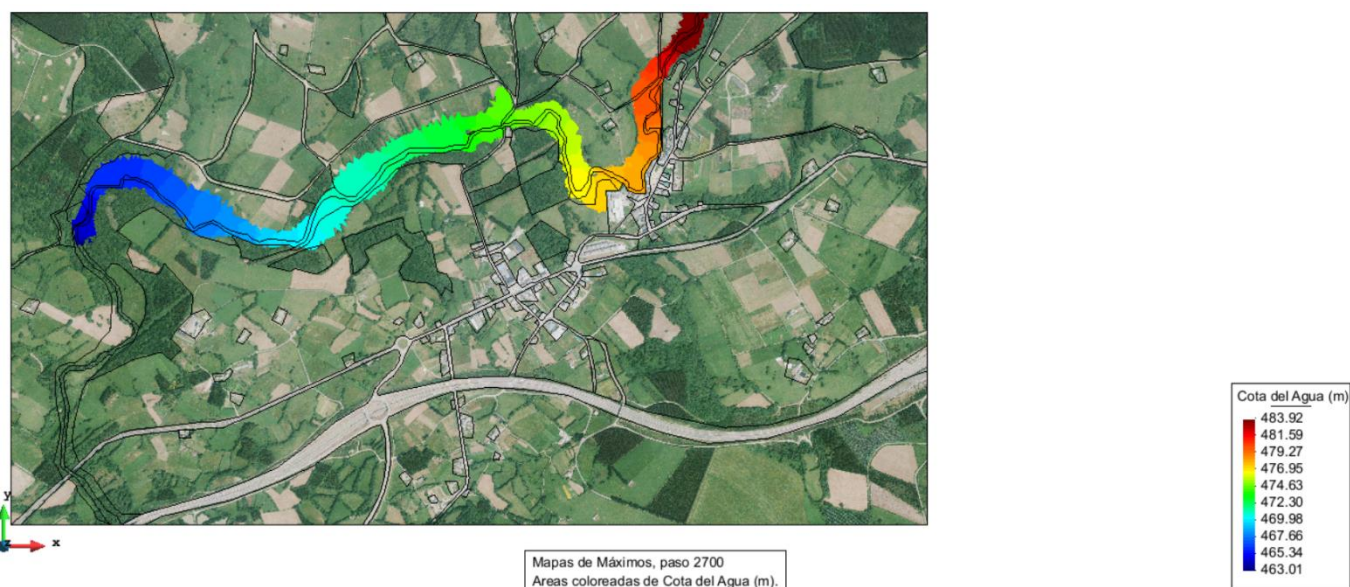 Cota del Agua (m)
483.92
481.59
479.27
476.95
474.63
472.30
469.98
467.66
465.34
463.01
y
x
Mapas de Máximos, paso 2700
Areas coloreadas de Cota del Agua (m).